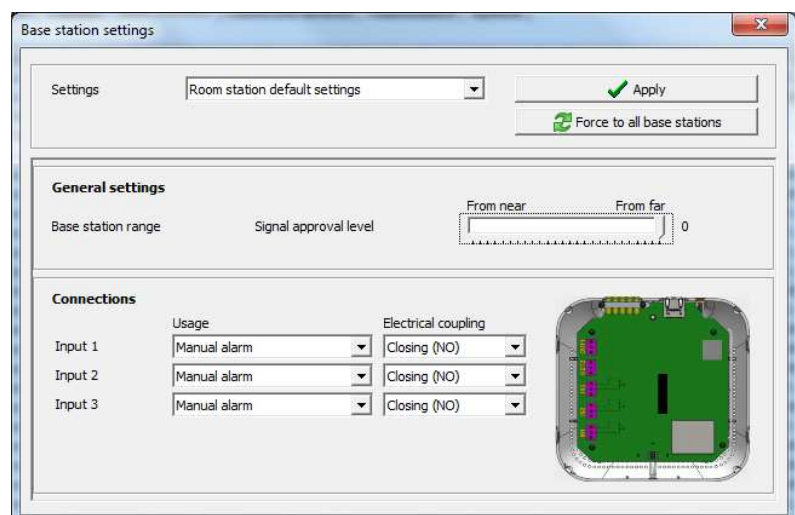 Base station settings
Settings Room station default settings Apply
Force to all base stations
General settings
From near From far
Base station range Signal approval level 0
Connections
Usage Electrical coupling
Input 1 Manual alarm Closing (NO)
Input 2 Manual alarm Closing (NO)
Input 3 Manual alarm Closing (NO)